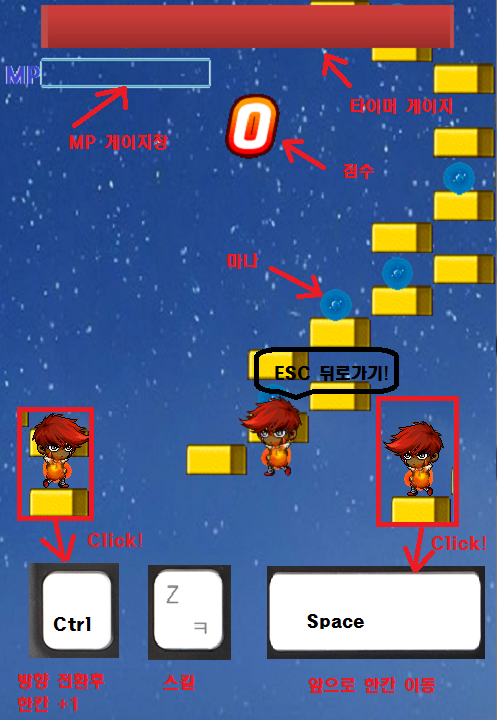 MP
타이머 게이지
MP 게이지창
0
점수
마나
ESC 뒤로가기!
Click!
Click!
Ctrl
Z
ㅋ
Space
방향 전환후
한칸 +1
스킬
앞으로 한칸 이동